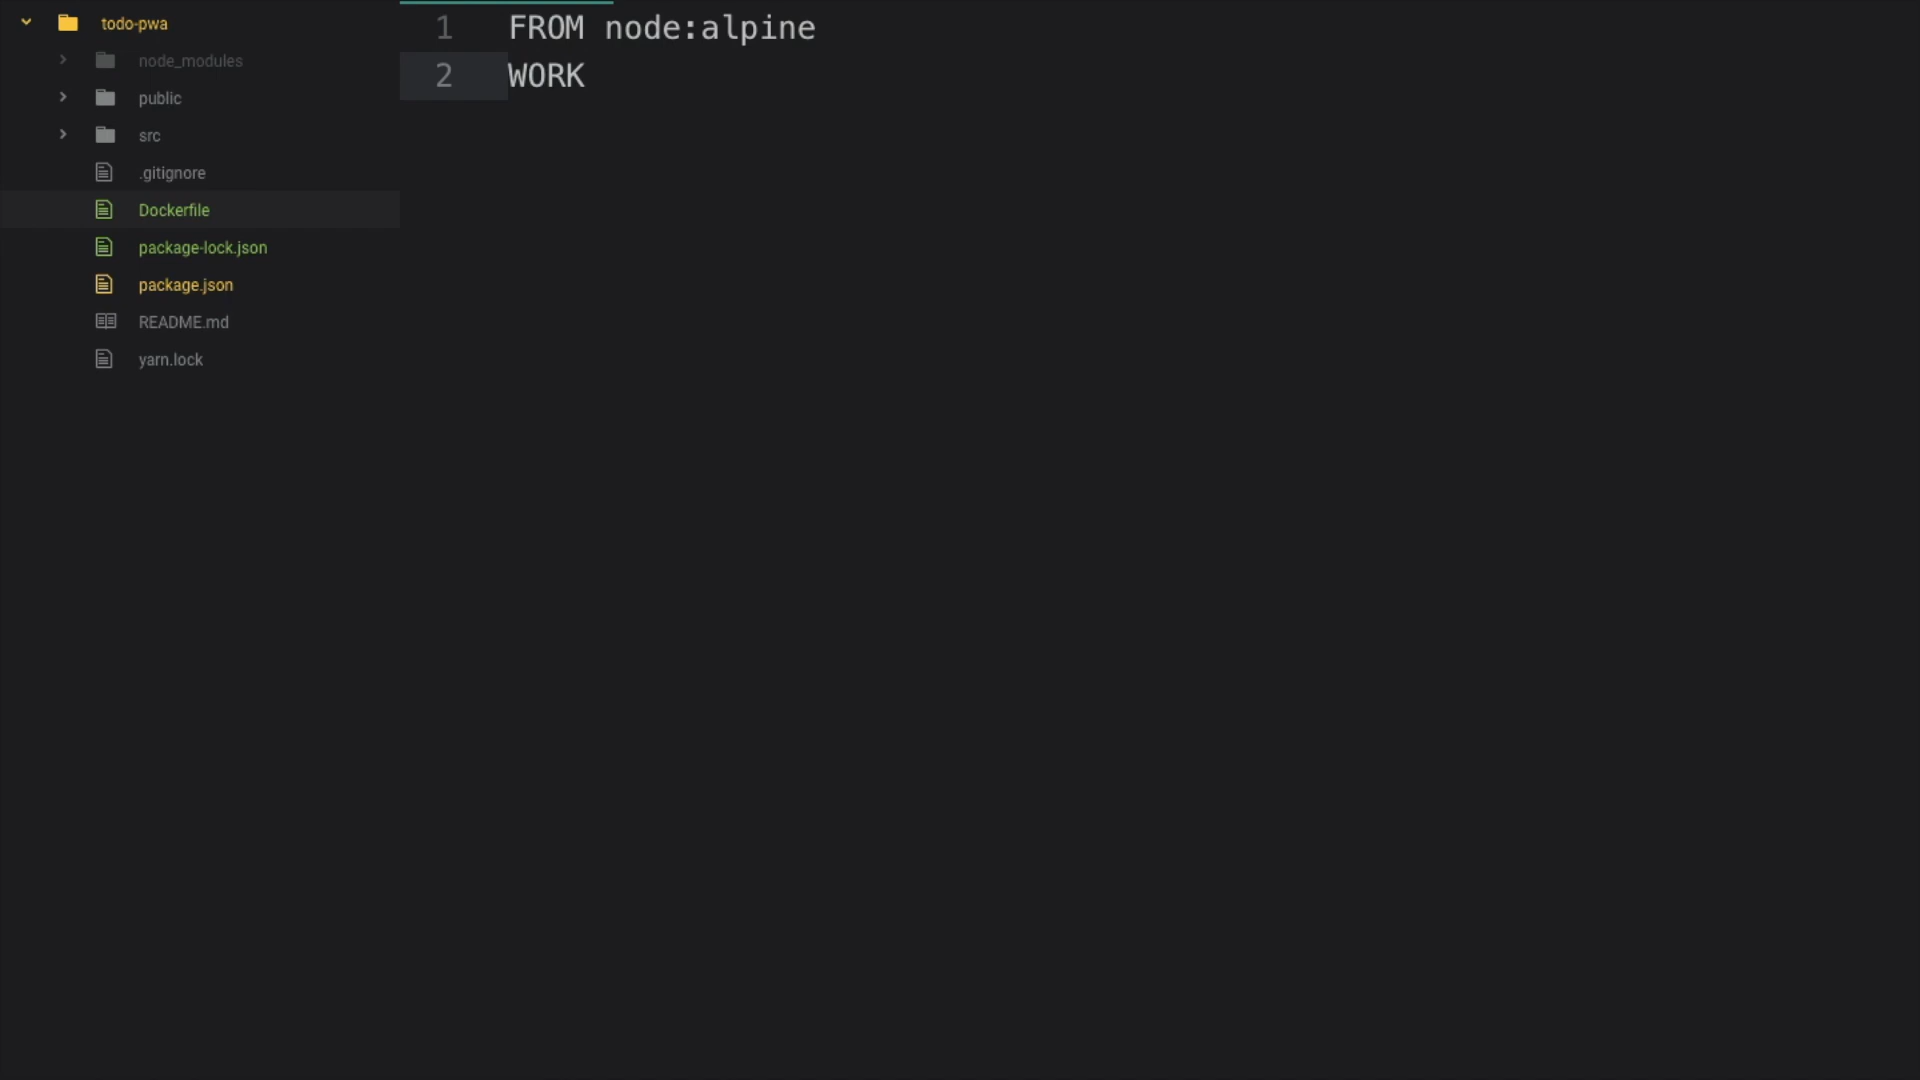 todo-pwa
node_modules
public
src
.gitignore
Dockerfile
package-lock.json
package.json
README.md
yarn.lock
1 FROM node:alpine
2 WORK